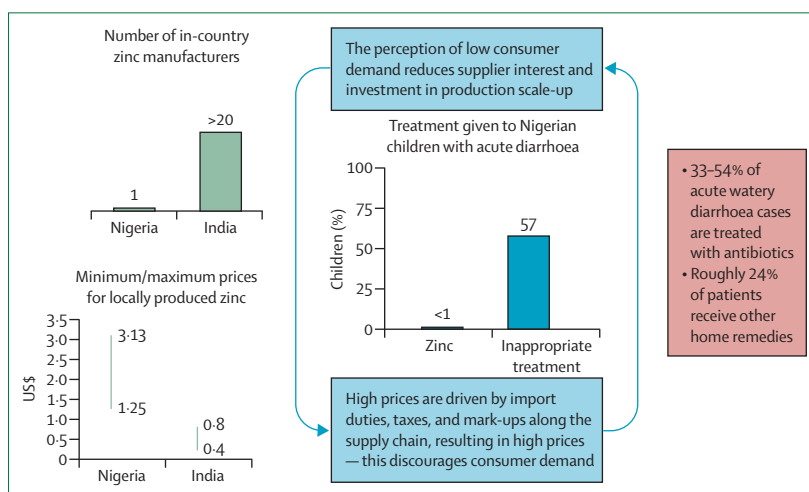 Number of in-country
zinc manufacturers
>20
1
Nigeria
India
Minimum/maximum prices
for locally produced zinc
US$
3·5
3·0
2·5
2·0
1·5
1·0
0·5
0
3·13
1·25
0·8
0·4
Nigeria
India
The perception of low consumer
demand reduces supplier interest and
investment in production scale-up
Treatment given to Nigerian
children with acute diarrhoea
Children (%)
100
75
50
25
0
<1
57
Zinc
Inappropriate
treatment
High prices are driven by import
duties, taxes, and mark-ups along the
supply chain, resulting in high prices
— this discourages consumer demand
• 33–54% of
acute watery
diarrhoea cases
are treated
with antibiotics
• Roughly 24%
of patients
receive other
home remedies